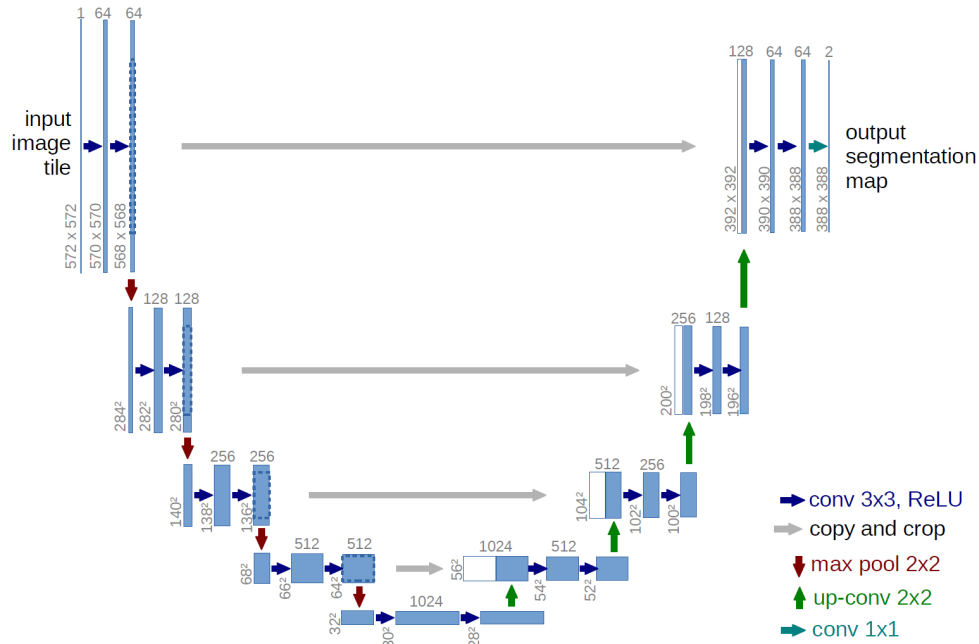 1 64 64
input
image
tile
572 x 572
570 x 570
568 x 568
128 64 64 2
output
segmentation
map
392 x 392
390 x 390
388 x 388
388 x 388
128 128
284²
282²
280²
256 128
200²
198²
196²
256 256
140²
138²
136²
512 256
104²
102²
100²
512 512
68²
66²
64²
1024 512
56²
54²
52²
1024
32²
30²
28²
conv 3x3, ReLU
copy and crop
max pool 2x2
up-conv 2x2
conv 1x1